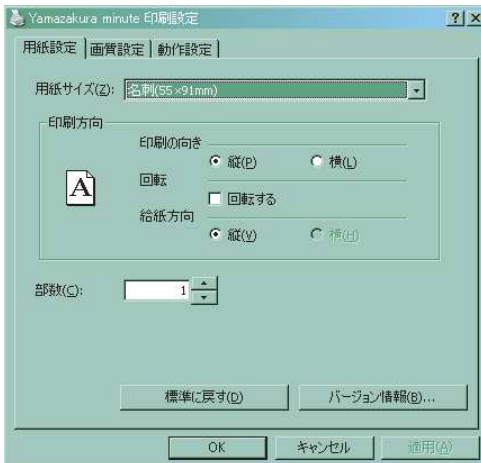 Yamazakura minute 印刷設定
用紙設定 画質設定 動作設定
用紙サイズ(Z): 名刺(55×91mm)
印刷方向
印刷の向き
縦(P) 横(L)
回転
回転する
給紙方向
縦(V) 横(H)
A
部数(C): 1
標準に戻す(D) バージョン情報(B)...
OK キャンセル 適用(A)